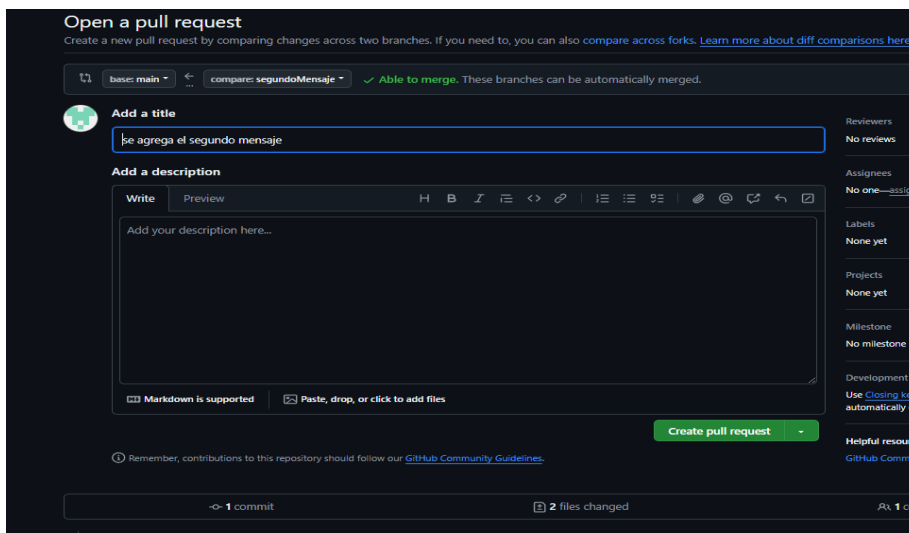 Open a pull request
Create a new pull request by comparing changes across two branches. If you need to, you can also compare across forks. Learn more about diff comparisons here
base: main
compare: segundoMensaje
Able to merge. These branches can be automatically merged.
Add a title
se agrega el segundo mensaje
Add a description
Write Preview
Add your description here...
Markdown is supported
Paste, drop, or click to add files
Create pull request
Remember, contributions to this repository should follow our GitHub Community Guidelines.
1 commit
2 files changed
1
Reviewers
No reviews
Assignees
No one—
Labels
None yet
Projects
None yet
Milestone
No milestone
Development
Use Closing
automatically
Helpful
GitHub